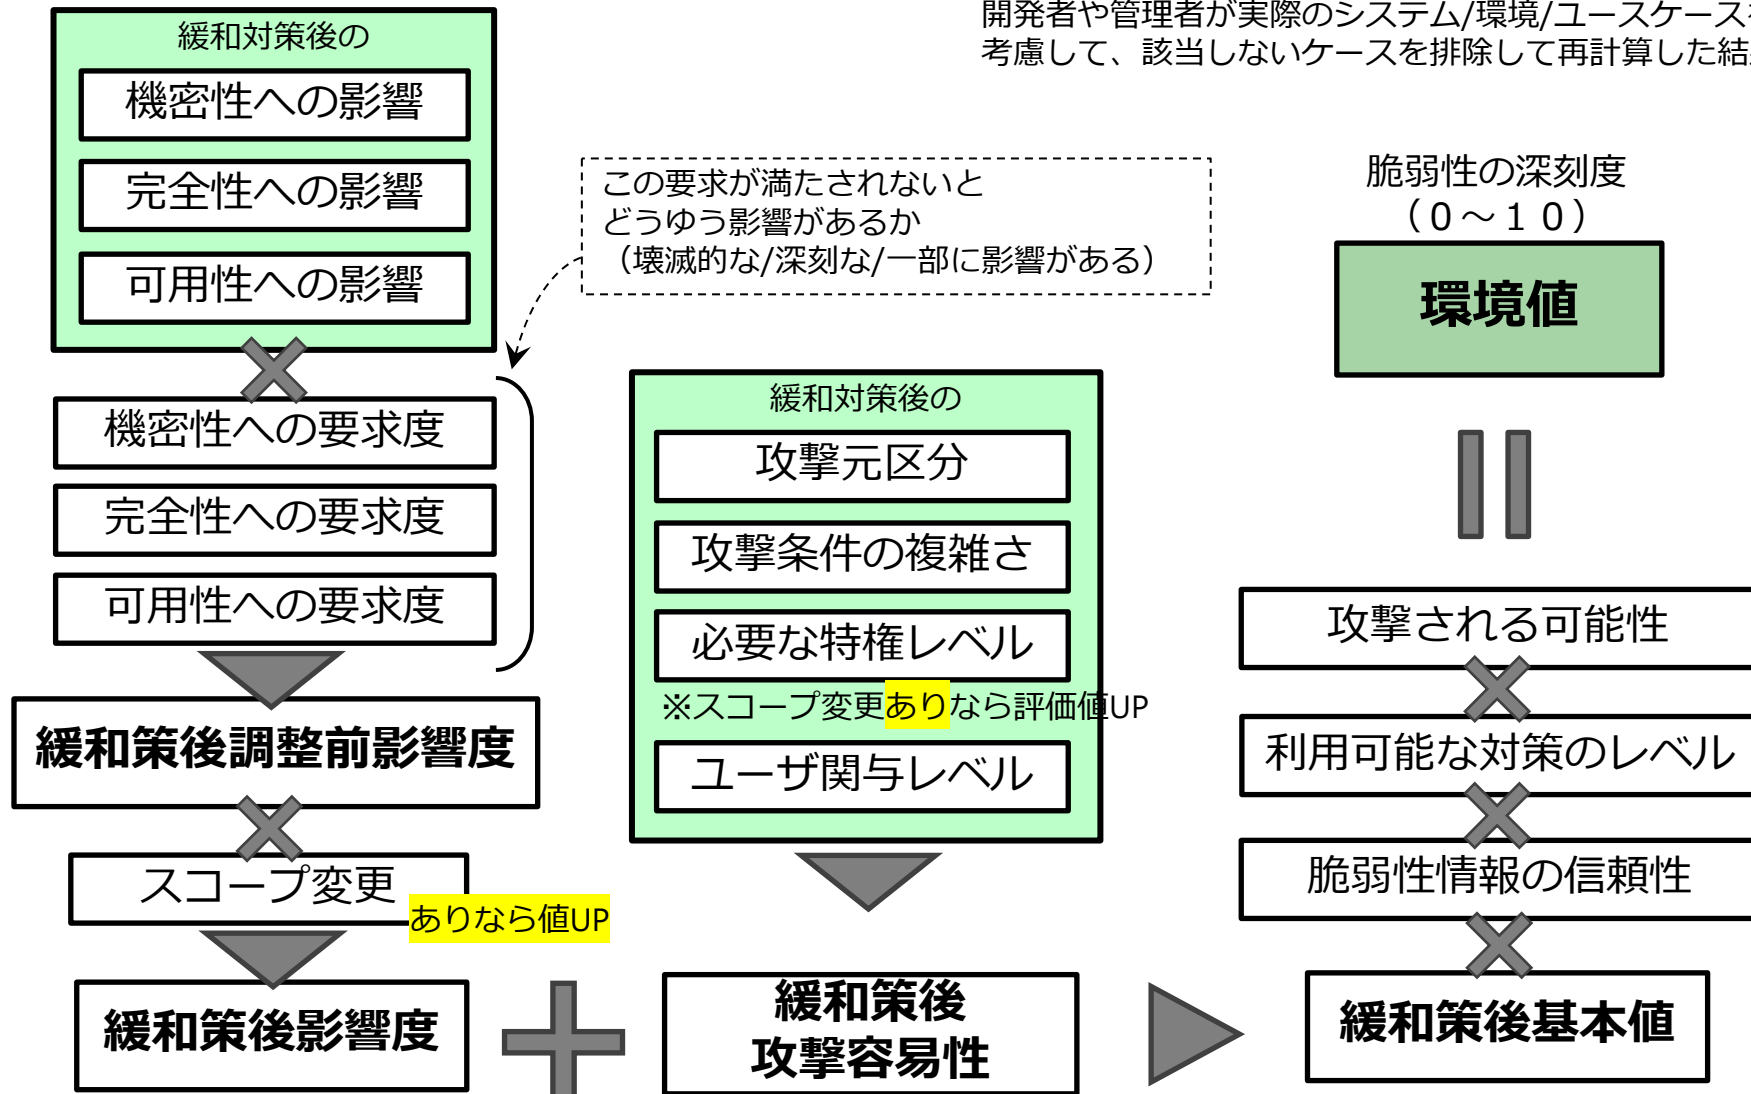 開発者や管理者が実際のシステム/環境/ユースケース
考慮して、該当しないケースを排除して再計算した結
緩和対策後の
機密性への影響
完全性への影響
可用性への影響
機密性への要求度
完全性への要求度
可用性への要求度
緩和策後調整前影響度
スコープ変更
ありなら値UP
緩和策後影響度
この要求が満たされないと
どうゆう影響があるか
（壊滅的な/深刻な/一部に影響がある）
緩和対策後の
攻撃元区分
攻撃条件の複雑さ
必要な特権レベル
※スコープ変更ありなら評価値UP
ユーザ関与レベル
緩和策後
攻撃容易性
脆弱性の深刻度
（０～１０）
環境値
攻撃される可能性
利用可能な対策のレベル
脆弱性情報の信頼性
緩和策後基本値